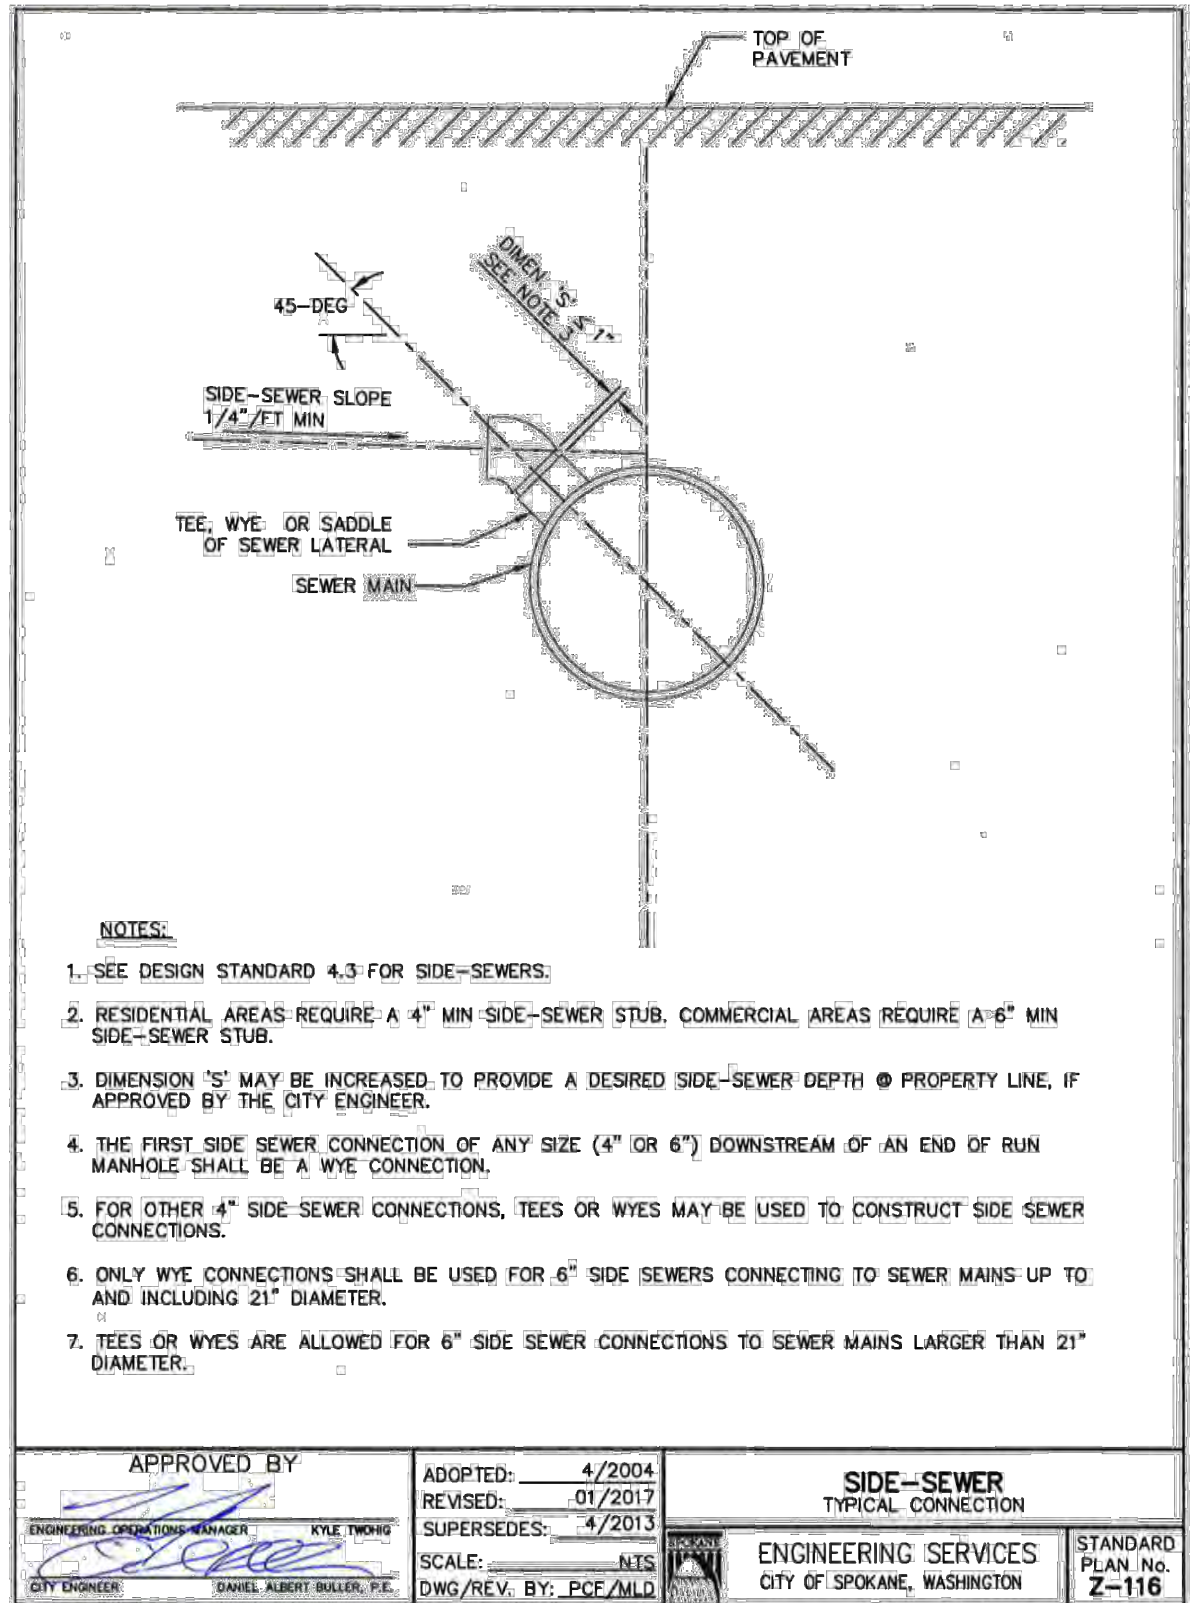 TOP OF
PAVEMENT
DIMEN 'S' ≤ 1"
SEE NOTE 3
45-DEG
SIDE-SEWER SLOPE
1/4"/FT MIN
TEE, WYE OR SADDLE
OF SEWER LATERAL
SEWER MAIN
NOTES:
1. SEE DESIGN STANDARD 4.3 FOR SIDE-SEWERS.
2. RESIDENTIAL AREAS REQUIRE A 4" MIN SIDE-SEWER STUB. COMMERCIAL AREAS REQUIRE A 6" MIN
SIDE-SEWER STUB.
3. DIMENSION 'S' MAY BE INCREASED TO PROVIDE A DESIRED SIDE-SEWER DEPTH @ PROPERTY LINE, IF
APPROVED BY THE CITY ENGINEER.
4. THE FIRST SIDE SEWER CONNECTION OF ANY SIZE (4" OR 6") DOWNSTREAM OF AN END OF RUN
MANHOLE SHALL BE A WYE CONNECTION.
5. FOR OTHER 4" SIDE SEWER CONNECTIONS, TEES OR WYES MAY BE USED TO CONSTRUCT SIDE SEWER
CONNECTIONS.
6. ONLY WYE CONNECTIONS SHALL BE USED FOR 6" SIDE SEWERS CONNECTING TO SEWER MAINS UP TO
AND INCLUDING 21" DIAMETER.
7. TEES OR WYES ARE ALLOWED FOR 6" SIDE SEWER CONNECTIONS TO SEWER MAINS LARGER THAN 21"
DIAMETER.
APPROVED BY
ENGINEERING OPERATIONS MANAGER KYLE TWOHIG
CITY ENGINEER DANIEL ALBERT BULLER, P.E.
ADOPTED: 4/2004
REVISED: 01/2017
SUPERSEDES: 4/2013
SCALE: NTS
DWG/REV. BY: PCF/MLD
SIDE-SEWER
TYPICAL CONNECTION
SPOKANE
ENGINEERING SERVICES
CITY OF SPOKANE, WASHINGTON
STANDARD
PLAN No.
Z-116